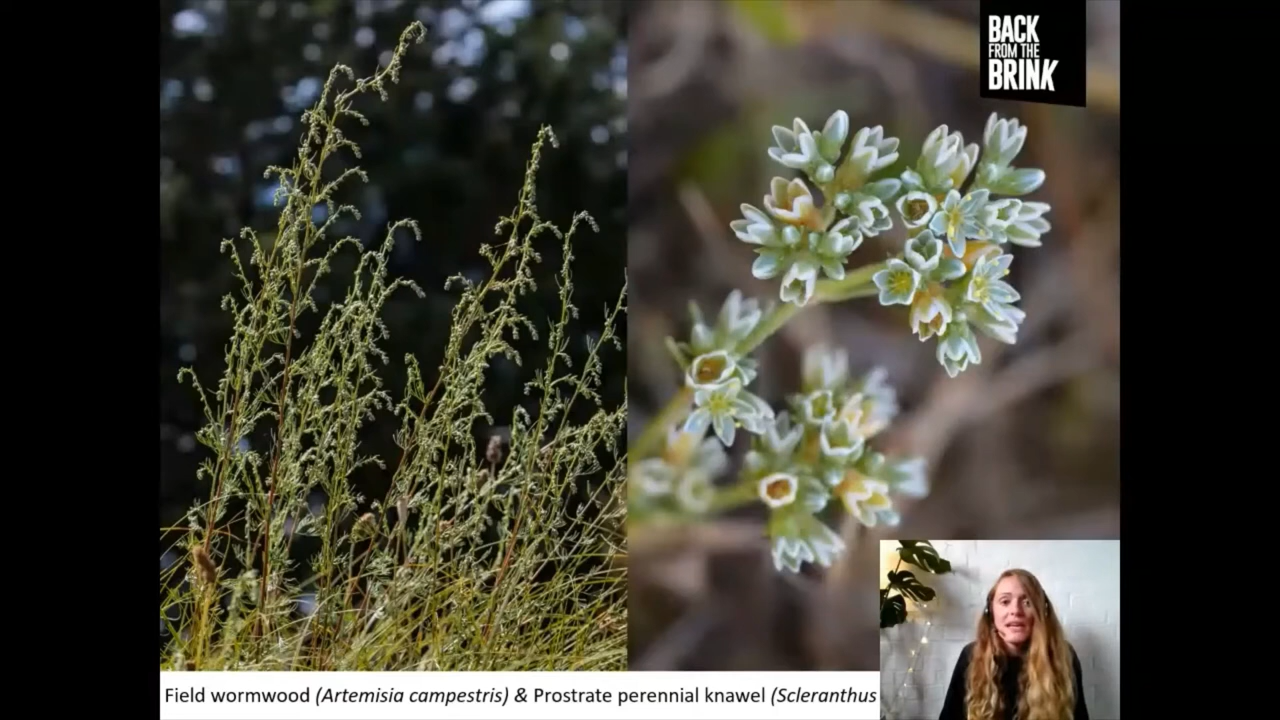 BACK
FROM THE
BRINK
Field wormwood (Artemisia campestris) & Prostrate perennial knawel (Scleranthus